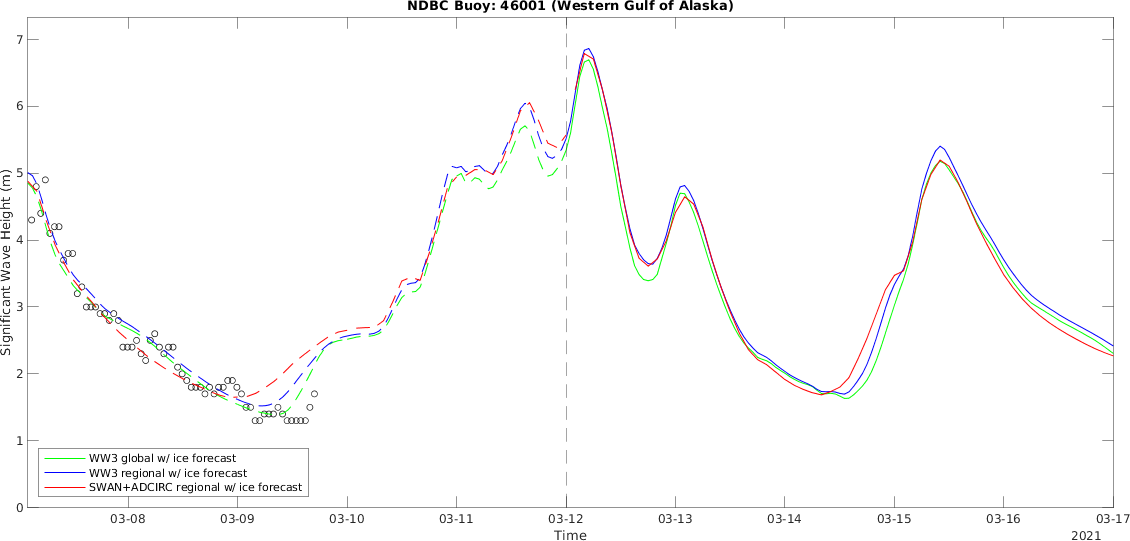 NDBC Buoy: 46001 (Western Gulf of Alaska)
7
6
5
4
3
2
1
0
Significant Wave Height (m)
WW3 global w/ ice forecast
WW3 regional w/ ice forecast
SWAN+ADCIRC regional w/ ice forecast
03-08 03-09 03-10 03-11 03-12 03-13 03-14 03-15 03-16 03-17
Time
2021